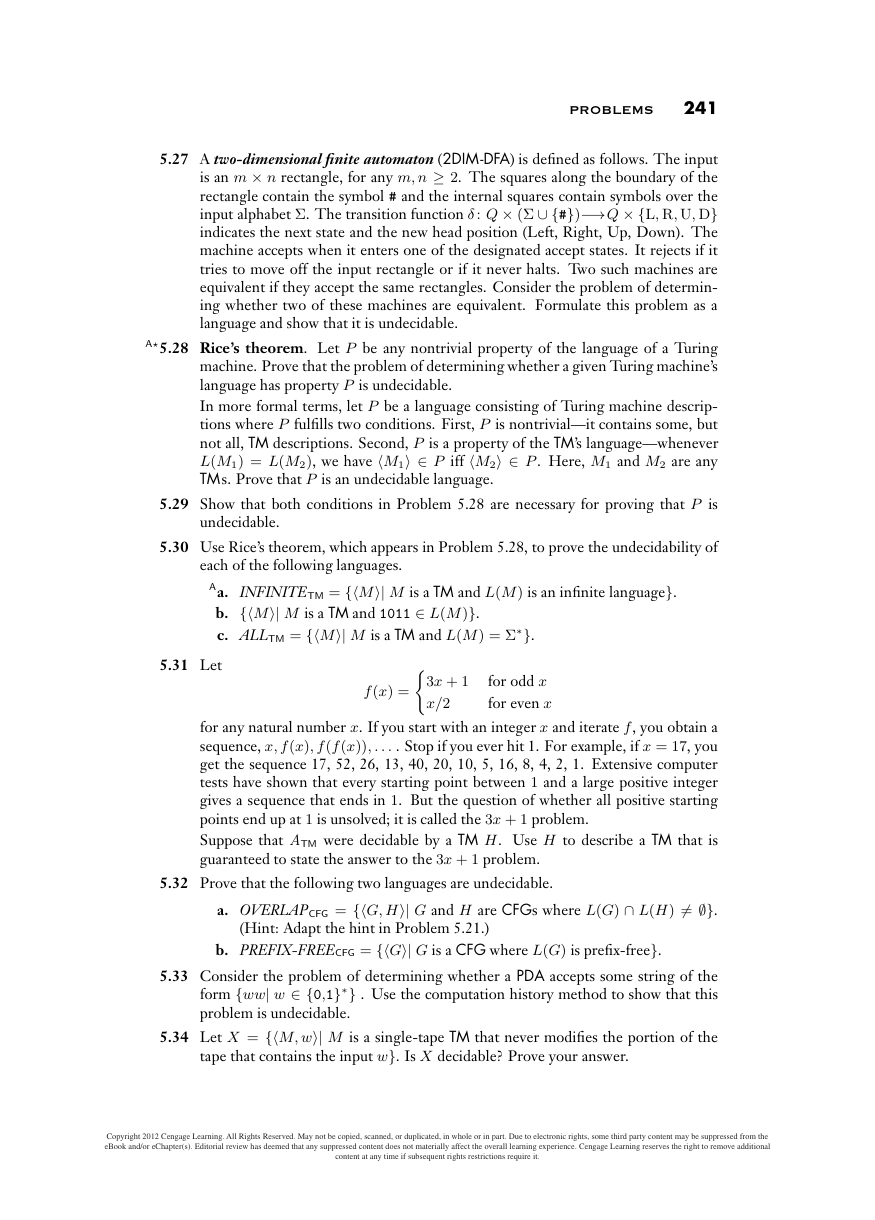 PROBLEMS 241
5.27 A two-dimensional finite automaton (2DIM-DFA) is defined as follows. The input
is an m × n rectangle, for any m, n ≥ 2. The squares along the boundary of the
rectangle contain the symbol # and the internal squares contain symbols over the
input alphabet Σ. The transition function δ: Q × (Σ ∪ {#})⟶Q × {L, R, U, D}
indicates the next state and the new head position (Left, Right, Up, Down). The
machine accepts when it enters one of the designated accept states. It rejects if it
tries to move off the input rectangle or if it never halts. Two such machines are
equivalent if they accept the same rectangles. Consider the problem of determin-
ing whether two of these machines are equivalent. Formulate this problem as a
language and show that it is undecidable.
A⋆5.28 Rice's theorem. Let P be any nontrivial property of the language of a Turing
machine. Prove that the problem of determining whether a given Turing machine's
language has property P is undecidable.
In more formal terms, let P be a language consisting of Turing machine descrip-
tions where P fulfills two conditions. First, P is nontrivial—it contains some, but
not all, TM descriptions. Second, P is a property of the TM's language—whenever
L(M₁) = L(M₂), we have ⟨M₁⟩ ∈ P iff ⟨M₂⟩ ∈ P. Here, M₁ and M₂ are any
TMs. Prove that P is an undecidable language.
5.29 Show that both conditions in Problem 5.28 are necessary for proving that P is
undecidable.
5.30 Use Rice's theorem, which appears in Problem 5.28, to prove the undecidability of
each of the following languages.
Aa. INFINITE_TM = {⟨M⟩| M is a TM and L(M) is an infinite language}.
b. {⟨M⟩| M is a TM and 1011 ∈ L(M)}.
c. ALL_TM = {⟨M⟩| M is a TM and L(M) = Σ*}.
5.31 Let
f(x) = { 3x + 1 for odd x
x/2 for even x
for any natural number x. If you start with an integer x and iterate f, you obtain a
sequence, x, f(x), f(f(x)), . . . . Stop if you ever hit 1. For example, if x = 17, you
get the sequence 17, 52, 26, 13, 40, 20, 10, 5, 16, 8, 4, 2, 1. Extensive computer
tests have shown that every starting point between 1 and a large positive integer
gives a sequence that ends in 1. But the question of whether all positive starting
points end up at 1 is unsolved; it is called the 3x + 1 problem.
Suppose that A_TM were decidable by a TM H. Use H to describe a TM that is
guaranteed to state the answer to the 3x + 1 problem.
5.32 Prove that the following two languages are undecidable.
a. OVERLAP_CFG = {⟨G, H⟩| G and H are CFGs where L(G) ∩ L(H) ≠ ∅}.
(Hint: Adapt the hint in Problem 5.21.)
b. PREFIX-FREE_CFG = {⟨G⟩| G is a CFG where L(G) is prefix-free}.
5.33 Consider the problem of determining whether a PDA accepts some string of the
form {ww| w ∈ {0,1}*} . Use the computation history method to show that this
problem is undecidable.
5.34 Let X = {⟨M, w⟩| M is a single-tape TM that never modifies the portion of the
tape that contains the input w}. Is X decidable? Prove your answer.
Copyright 2012 Cengage Learning. All Rights Reserved. May not be copied, scanned, or duplicated, in whole or in part. Due to electronic rights, some third party content may be suppressed from the
eBook and/or eChapter(s). Editorial review has deemed that any suppressed content does not materially affect the overall learning experience. Cengage Learning reserves the right to remove additional
content at any time if subsequent rights restrictions require it.